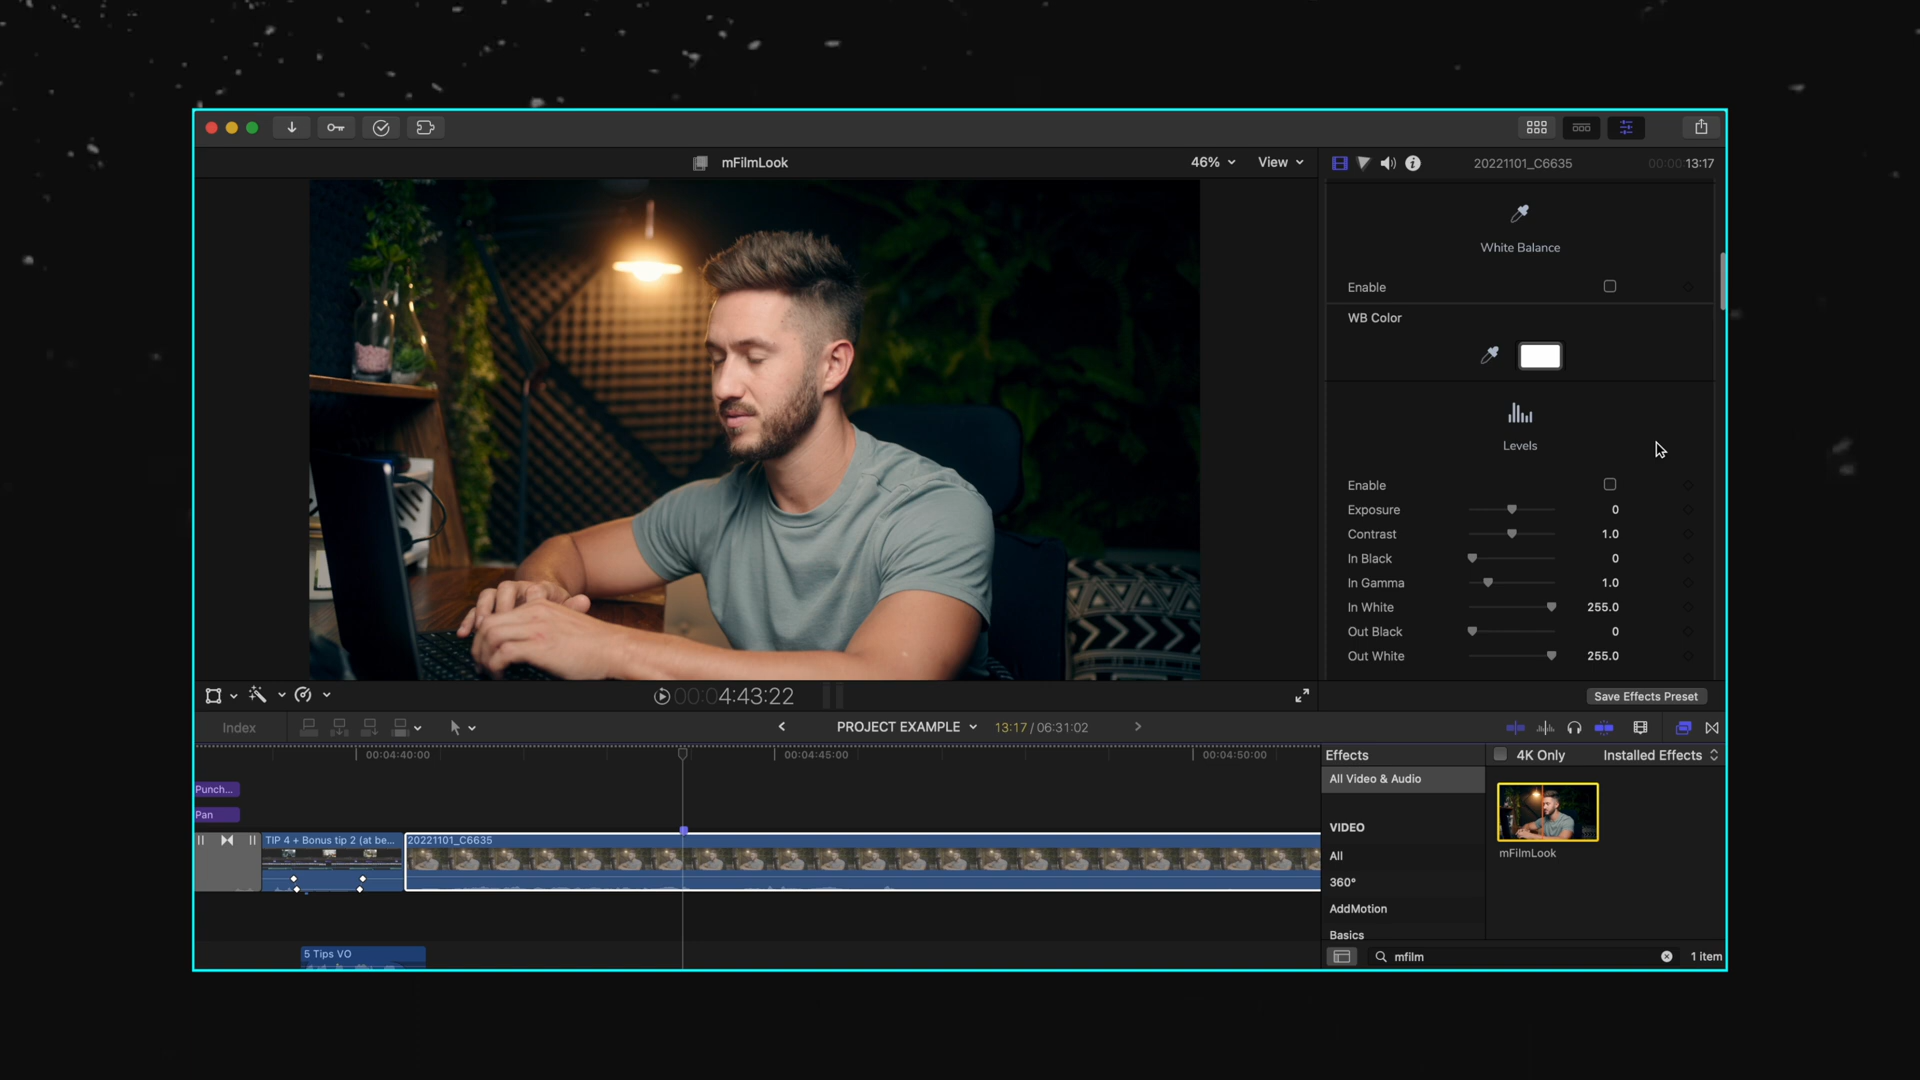 mFilmLook
46%
View
20221101_C6635
00:00:13:17
White Balance
Enable
WB Color
Levels
Enable
Exposure 0
Contrast 1.0
In Black 0
In Gamma 1.0
In White 255.0
Out Black 0
Out White 255.0
00:04:43:22
Save Effects Preset
Index
PROJECT EXAMPLE
13:17 / 06:31:02
00:04:40:00
00:04:45:00
00:04:50:00
Effects
4K Only
Installed Effects
All Video & Audio
Punch...
Pan
TIP 4 + Bonus tip 2 (at be...
20221101_C6635
VIDEO
All
360°
AddMotion
Basics
mFilmLook
5 Tips VO
mfilm
1 item